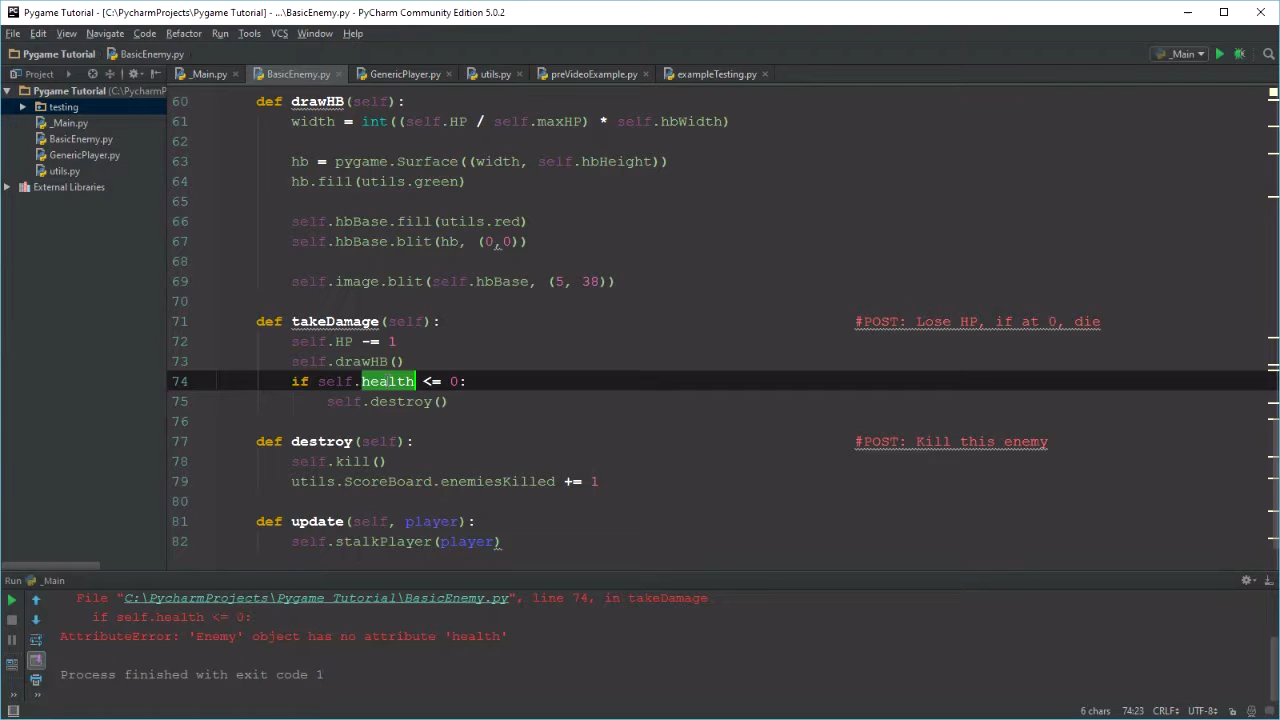 Pygame Tutorial - [C:\PycharmProjects\Pygame Tutorial] - ...\BasicEnemy.py - PyCharm Community Edition 5.0.2
File Edit View Navigate Code Refactor Run Tools VCS Window Help
Pygame Tutorial BasicEnemy.py _Main
Project _Main.py BasicEnemy.py GenericPlayer.py utils.py preVideoExample.py exampleTesting.py
Pygame Tutorial (C:\PycharmP
testing
_Main.py
BasicEnemy.py
GenericPlayer.py
utils.py
External Libraries
60 def drawHB(self):
61 width = int((self.HP / self.maxHP) * self.hbWidth)
62
63 hb = pygame.Surface((width, self.hbHeight))
64 hb.fill(utils.green)
65
66 self.hbBase.fill(utils.red)
67 self.hbBase.blit(hb, (0,0))
68
69 self.image.blit(self.hbBase, (5, 38))
70
71 def takeDamage(self): #POST: Lose HP, if at 0, die
72 self.HP -= 1
73 self.drawHB()
74 if self.health <= 0:
75 self.destroy()
76
77 def destroy(self): #POST: Kill this enemy
78 self.kill()
79 utils.ScoreBoard.enemiesKilled += 1
80
81 def update(self, player):
82 self.stalkPlayer(player)
Run _Main
File "C:\PycharmProjects\Pygame Tutorial\BasicEnemy.py", line 74, in takeDamage
if self.health <= 0:
AttributeError: 'Enemy' object has no attribute 'health'
Process finished with exit code 1
6 chars 74:23 CRLF UTF-8